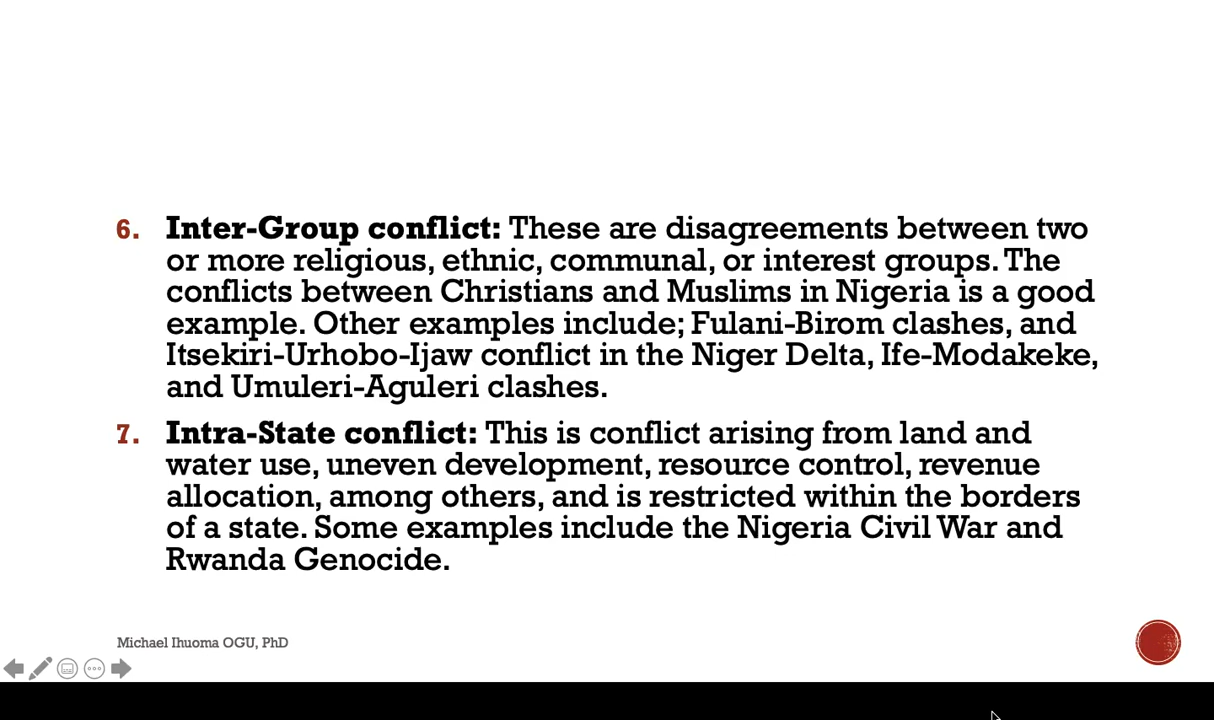 6. Inter-Group conflict: These are disagreements between two
or more religious, ethnic, communal, or interest groups. The
conflicts between Christians and Muslims in Nigeria is a good
example. Other examples include; Fulani-Birom clashes, and
Itsekiri-Urhobo-Ijaw conflict in the Niger Delta, Ife-Modakeke,
and Umuleri-Aguleri clashes.
7. Intra-State conflict: This is conflict arising from land and
water use, uneven development, resource control, revenue
allocation, among others, and is restricted within the borders
of a state. Some examples include the Nigeria Civil War and
Rwanda Genocide.
Michael Ihuoma OGU, PhD